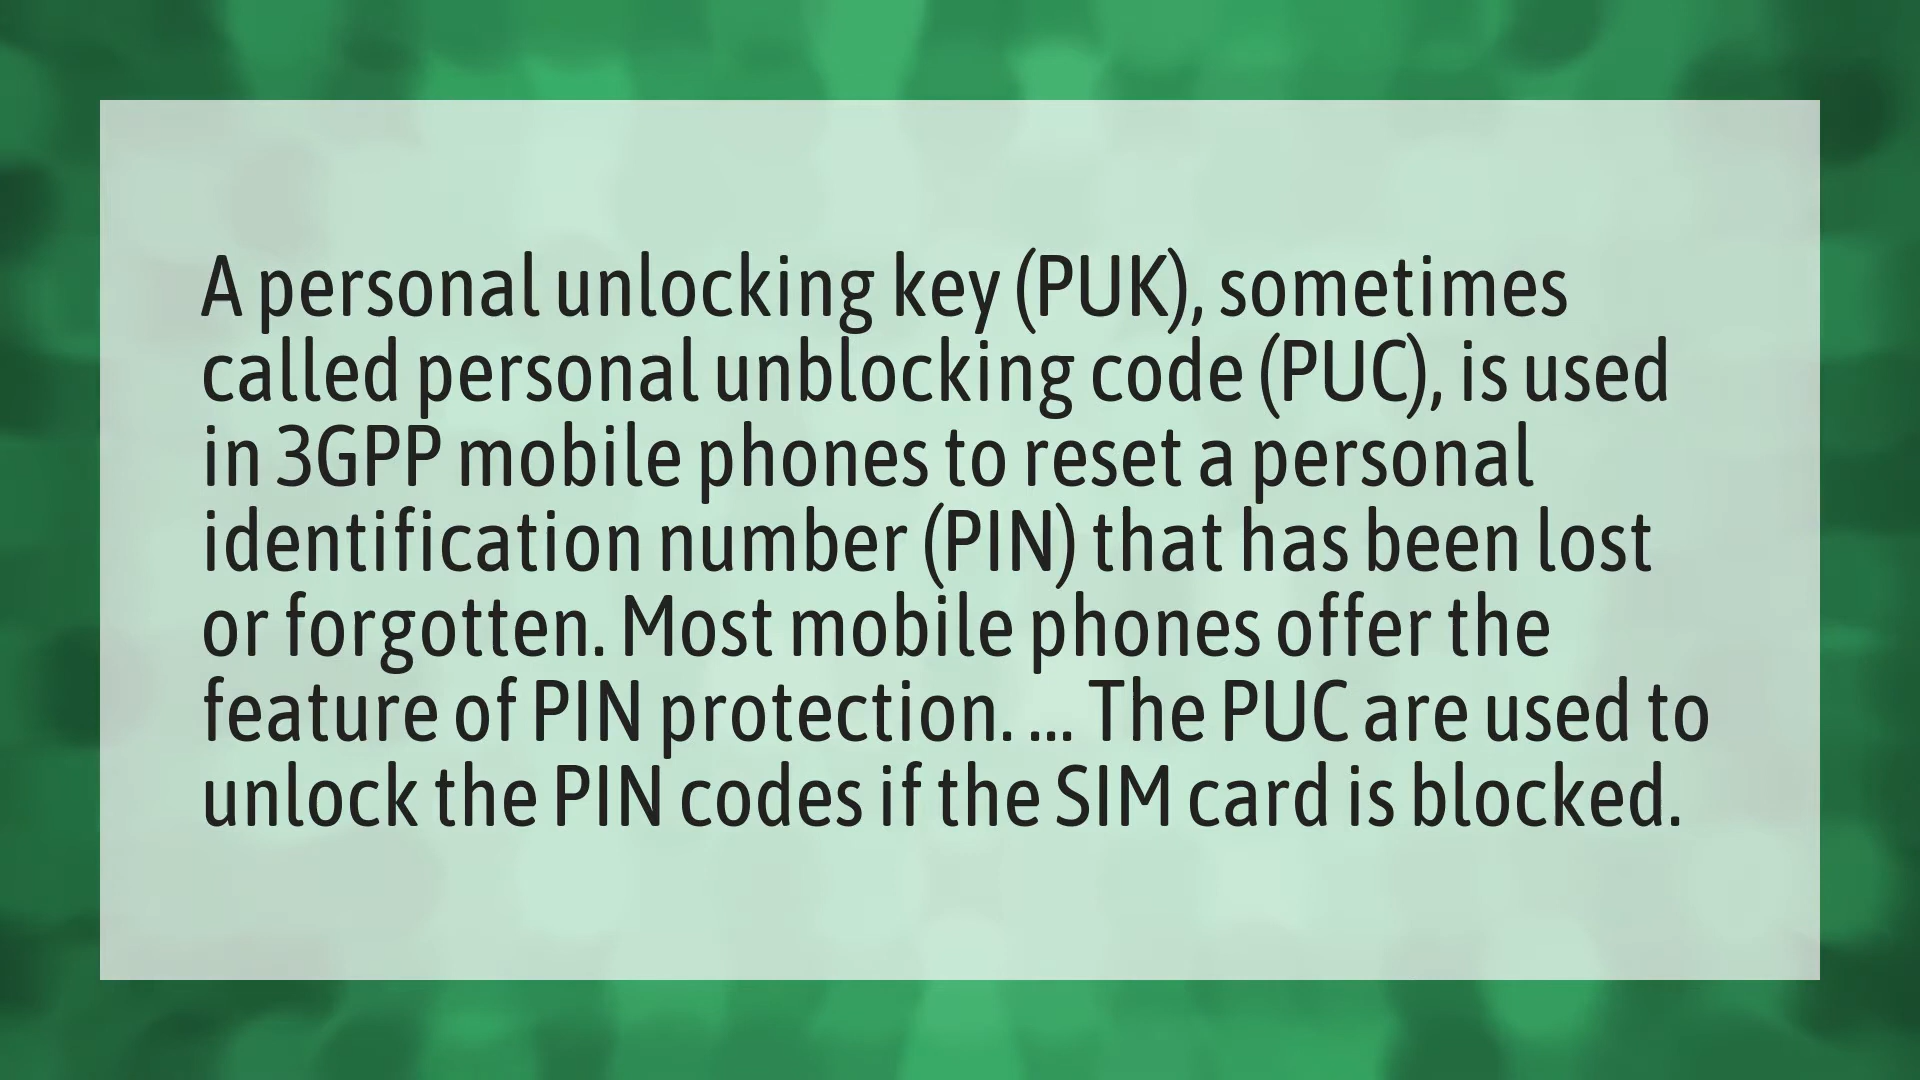 A personal unlocking key (PUK), sometimes
called personal unblocking code (PUC), is used
in 3GPP mobile phones to reset a personal
identification number (PIN) that has been lost
or forgotten. Most mobile phones offer the
feature of PIN protection. ... The PUC are used to
unlock the PIN codes if the SIM card is blocked.